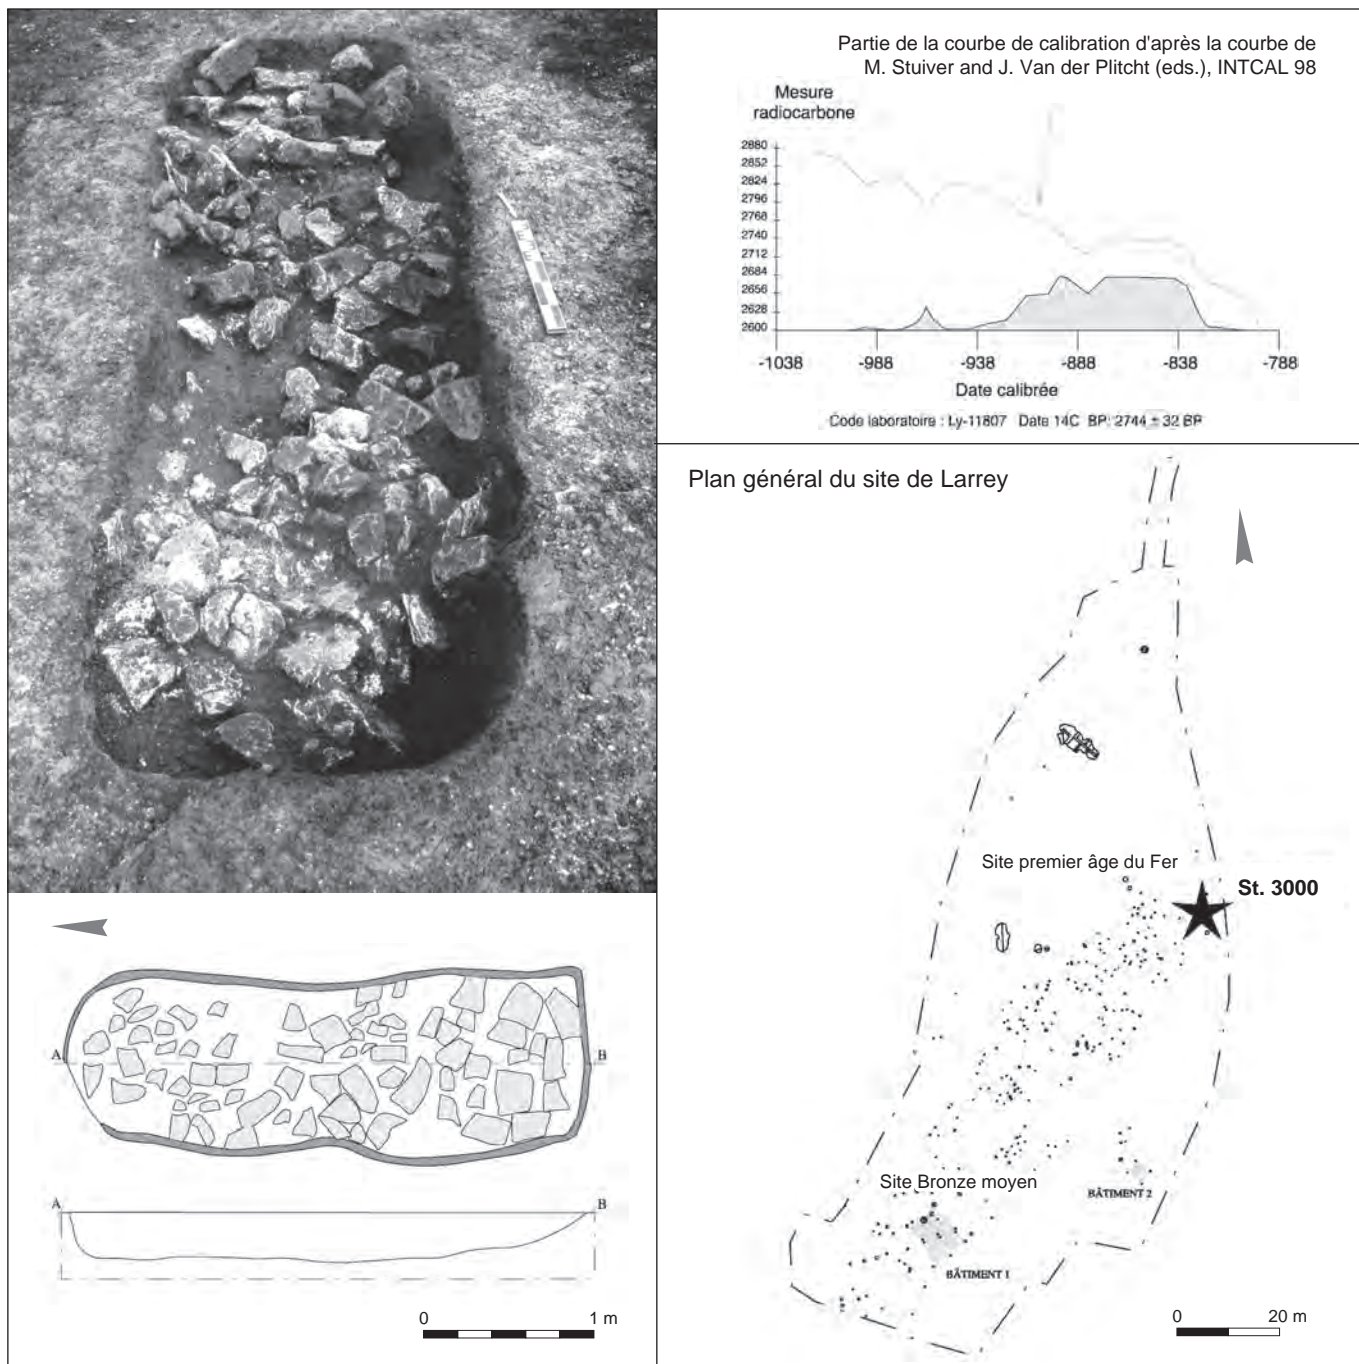 Partie de la courbe de calibration d'après la courbe de
M. Stuiver and J. Van der Plitcht (eds.), INTCAL 98
Mesure
radiocarbone
2880
2852
2824
2796
2768
2740
2712
2684
2656
2628
2600
-1038 -988 -938 -888 -838 -788
Date calibrée
Code laboratoire : Ly-11807 Date 14C BP: 2744 ± 32 BP
Plan général du site de Larrey
Site premier âge du Fer
St. 3000
Site Bronze moyen
BÂTIMENT 2
BÂTIMENT 1
0 20 m
A B
A B
0 1 m